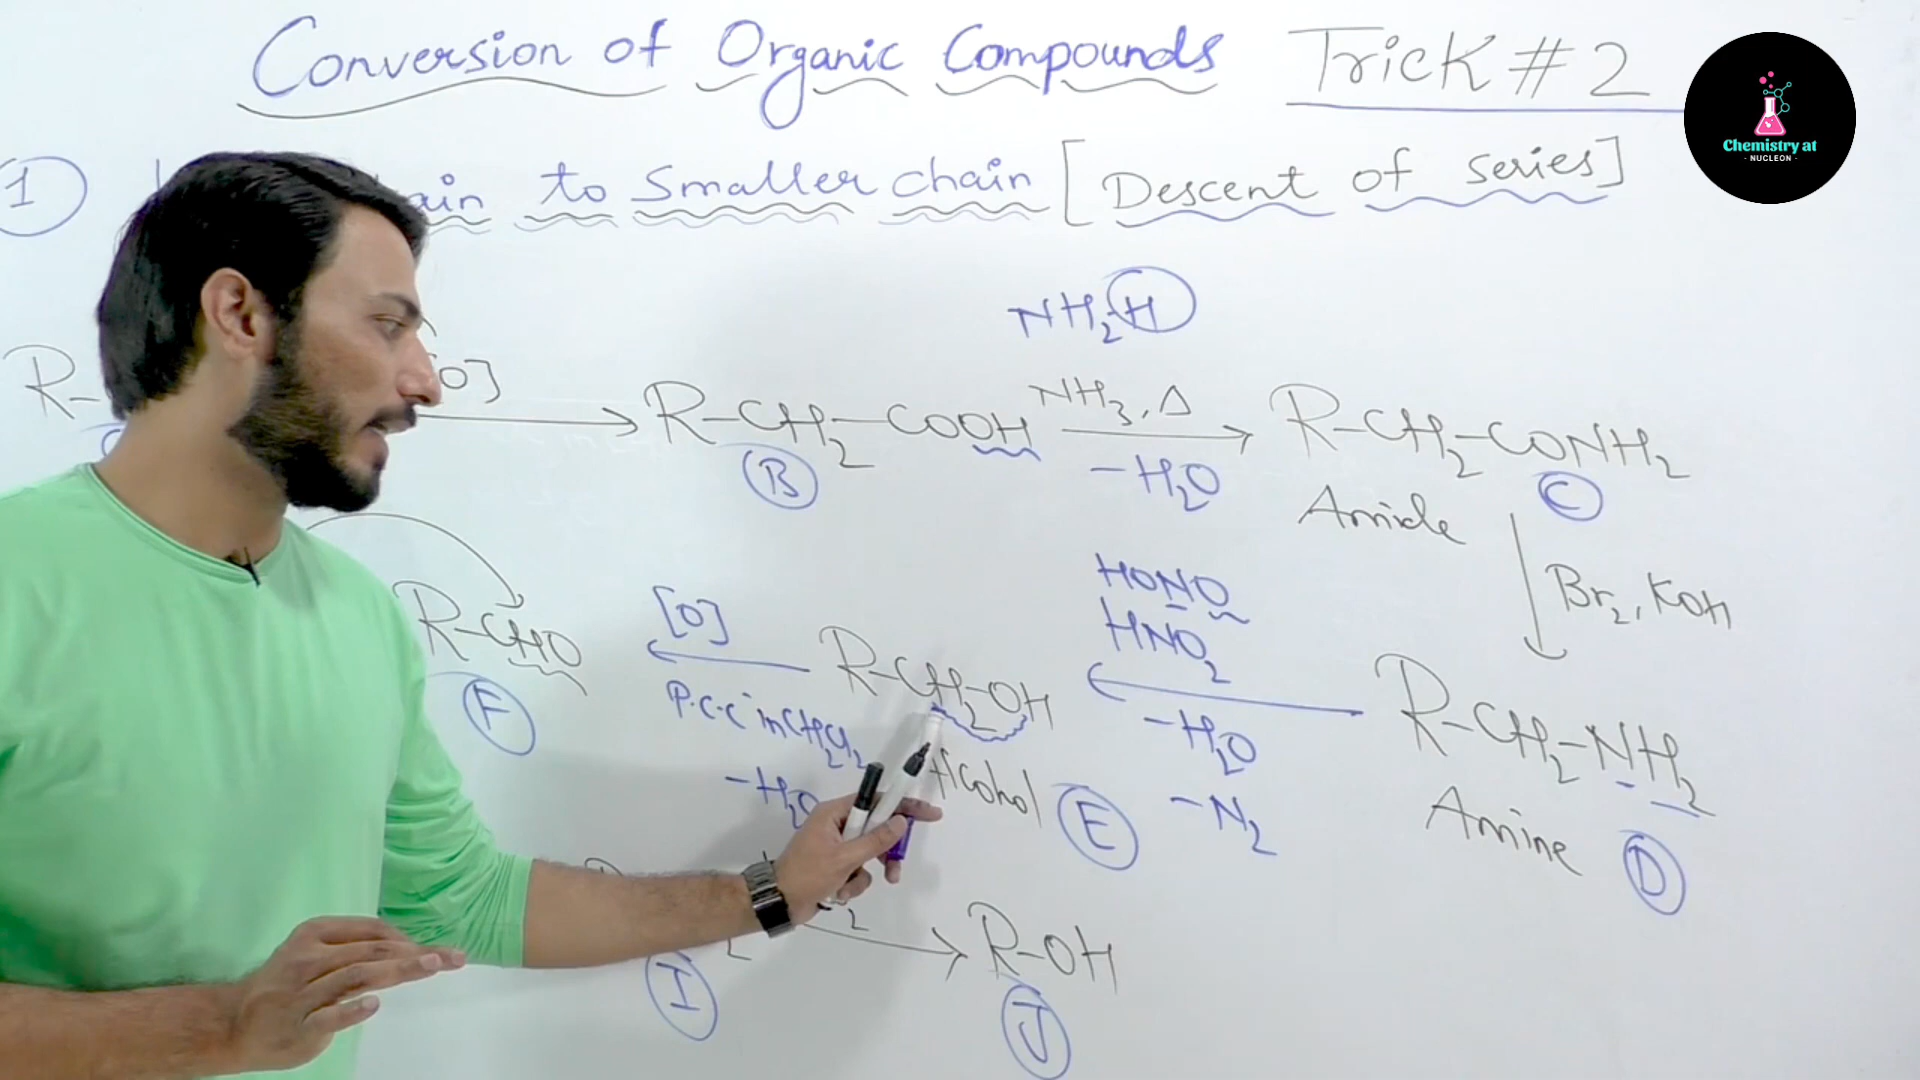 Conversion of Organic Compounds Trick #2
Chemistry at
- NUCLEON -
1 ain to Smaller chain [Descent of series]
NH2H
R- O] R-CH2-COOH NH3, Δ R-CH2-CONH2
B -H2O C
Amide
Br2, KOH
R-CHO [O] R-CH2-OH HONO
HNO2 R-CH2-NH2
F P.C.C in CH2Cl2 -H2O
-H2O Alcohol E -N2 Amine D
R-OH
I J